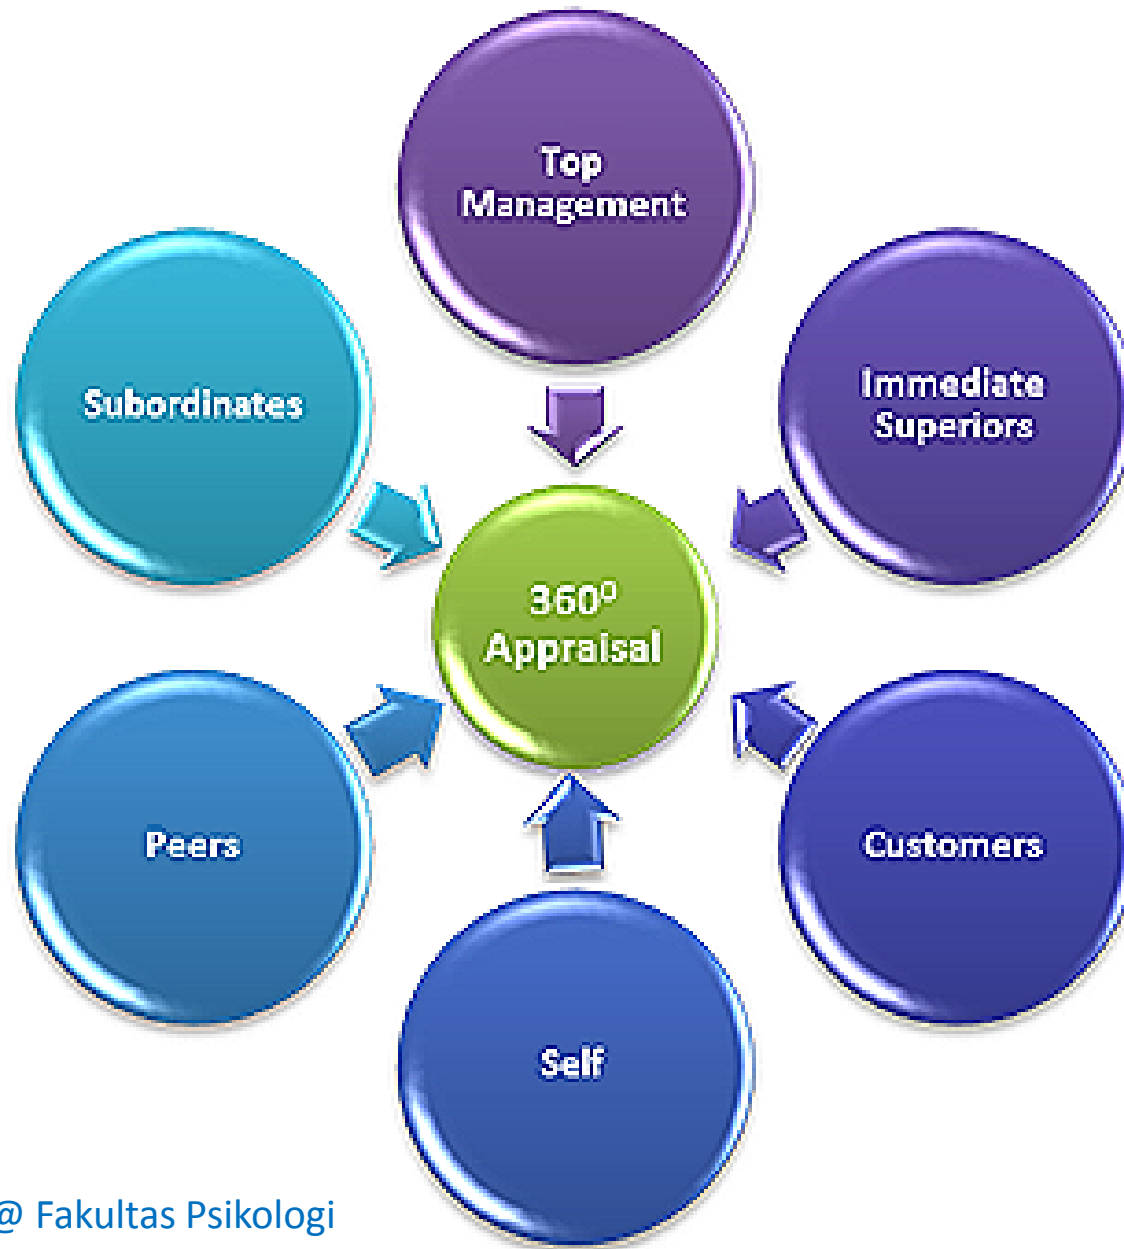 Top
Management
Subordinates
Immediate
Superiors
360⁰
Appraisal
Peers
Customers
Self
@ Fakultas Psikologi